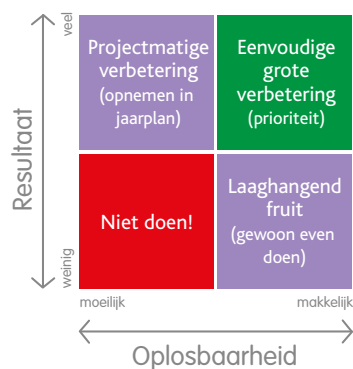 veel
Projectmatige
verbetering
(opnemen in
jaarplan)
Eenvoudige
grote
verbetering
(prioriteit)
Resultaat
Niet doen!
Laaghangend
fruit
(gewoon even
doen)
weinig
moeilijk
makkelijk
Oplosbaarheid